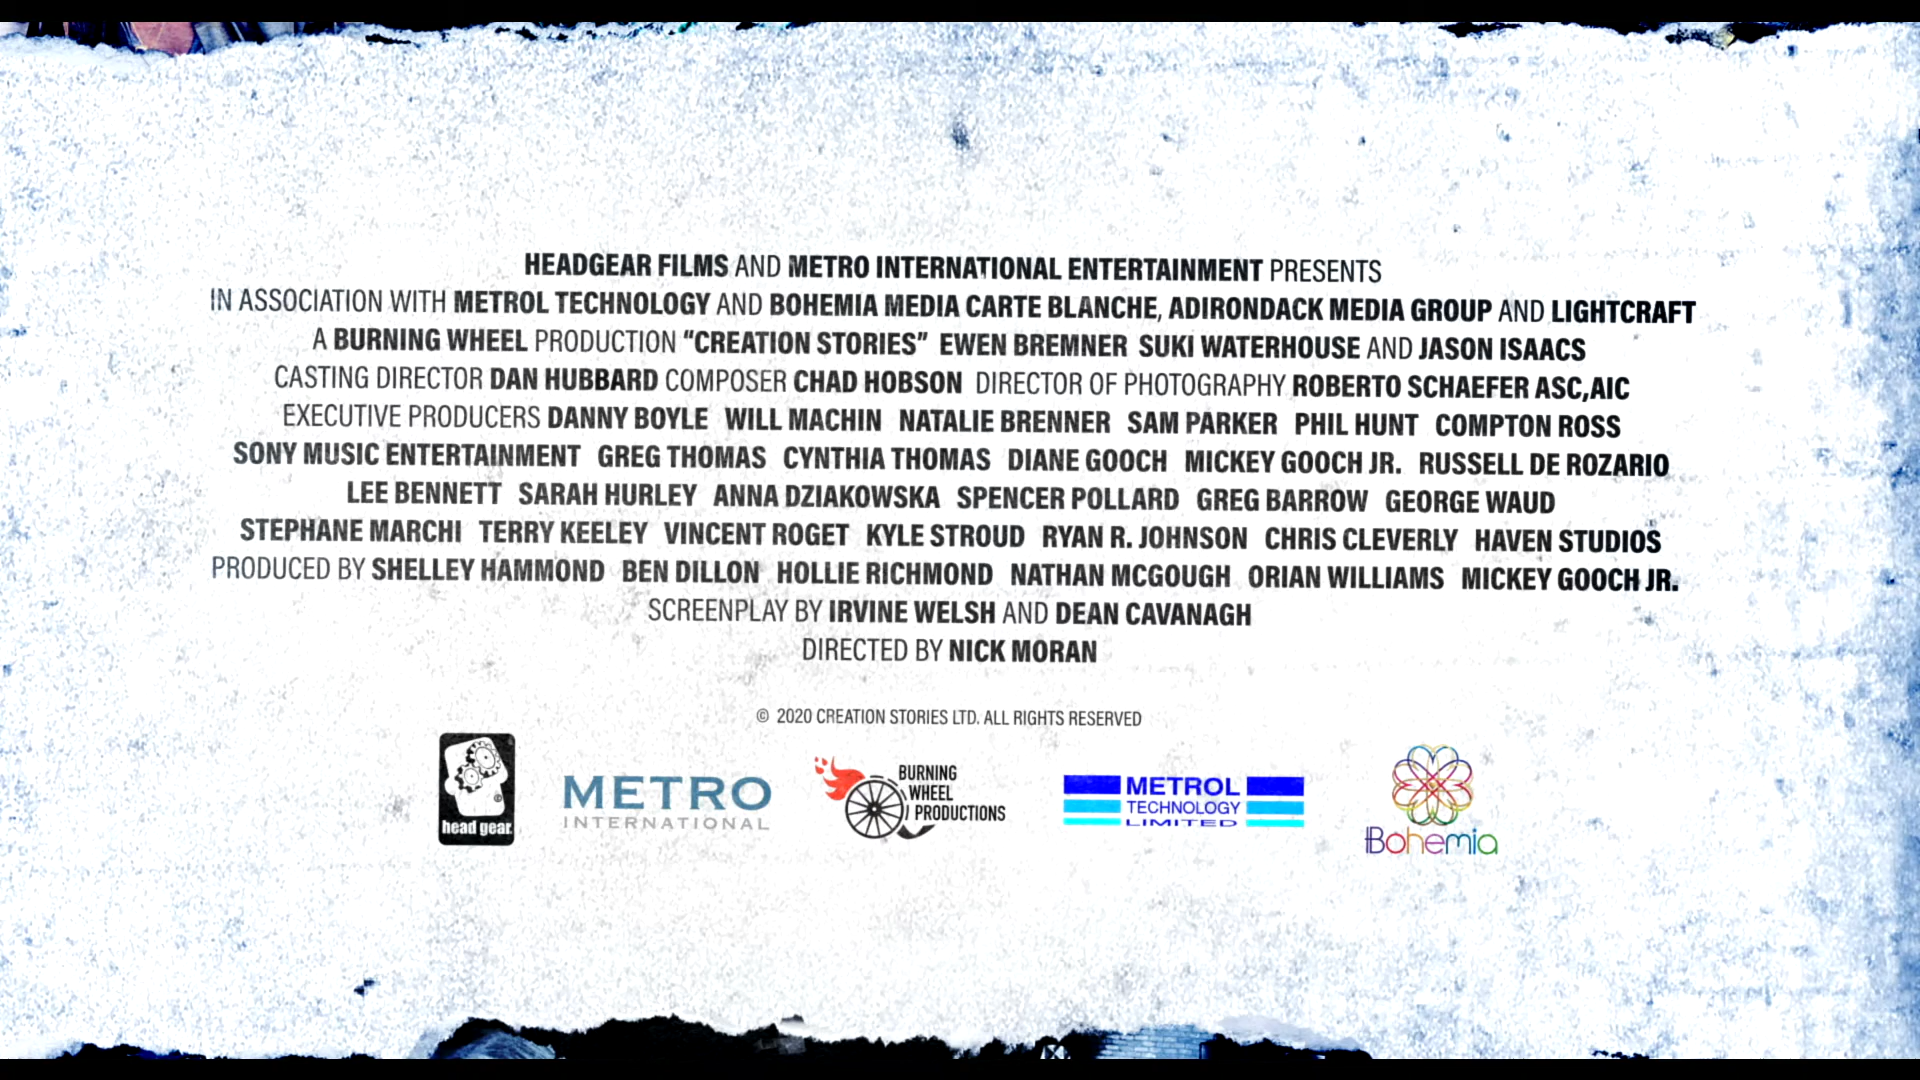 HEADGEAR FILMS AND METRO INTERNATIONAL ENTERTAINMENT PRESENTS
IN ASSOCIATION WITH METROL TECHNOLOGY AND BOHEMIA MEDIA CARTE BLANCHE, ADIRONDACK MEDIA GROUP AND LIGHTCRAFT
A BURNING WHEEL PRODUCTION “CREATION STORIES” EWEN BREMNER SUKI WATERHOUSE AND JASON ISAACS
CASTING DIRECTOR DAN HUBBARD COMPOSER CHAD HOBSON DIRECTOR OF PHOTOGRAPHY ROBERTO SCHAEFER ASC,AIC
EXECUTIVE PRODUCERS DANNY BOYLE WILL MACHIN NATALIE BRENNER SAM PARKER PHIL HUNT COMPTON ROSS
SONY MUSIC ENTERTAINMENT GREG THOMAS CYNTHIA THOMAS DIANE GOOCH MICKEY GOOCH JR. RUSSELL DE ROZARIO
LEE BENNETT SARAH HURLEY ANNA DZIAKOWSKA SPENCER POLLARD GREG BARROW GEORGE WAUD
STEPHANE MARCHI TERRY KEELEY VINCENT ROGET KYLE STROUD RYAN R. JOHNSON CHRIS CLEVERLY HAVEN STUDIOS
PRODUCED BY SHELLEY HAMMOND BEN DILLON HOLLIE RICHMOND NATHAN MCGOUGH ORIAN WILLIAMS MICKEY GOOCH JR.
SCREENPLAY BY IRVINE WELSH AND DEAN CAVANAGH
DIRECTED BY NICK MORAN
© 2020 CREATION STORIES LTD. ALL RIGHTS RESERVED
head gear
METRO
INTERNATIONAL
BURNING
WHEEL
PRODUCTIONS
METROL
TECHNOLOGY
LIMITED
Bohemia